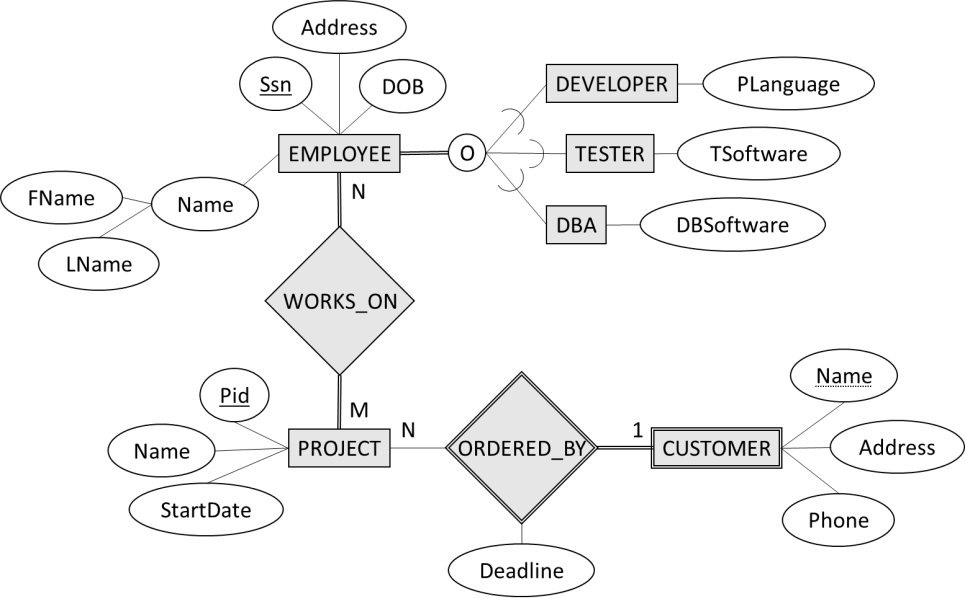 Address
Ssn
DOB
DEVELOPER
PLanguage
EMPLOYEE
O
TESTER
TSoftware
N
FName
Name
DBA
DBSoftware
LName
WORKS_ON
Name
Pid
M
N
1
Name
PROJECT
ORDERED_BY
CUSTOMER
Address
StartDate
Phone
Deadline